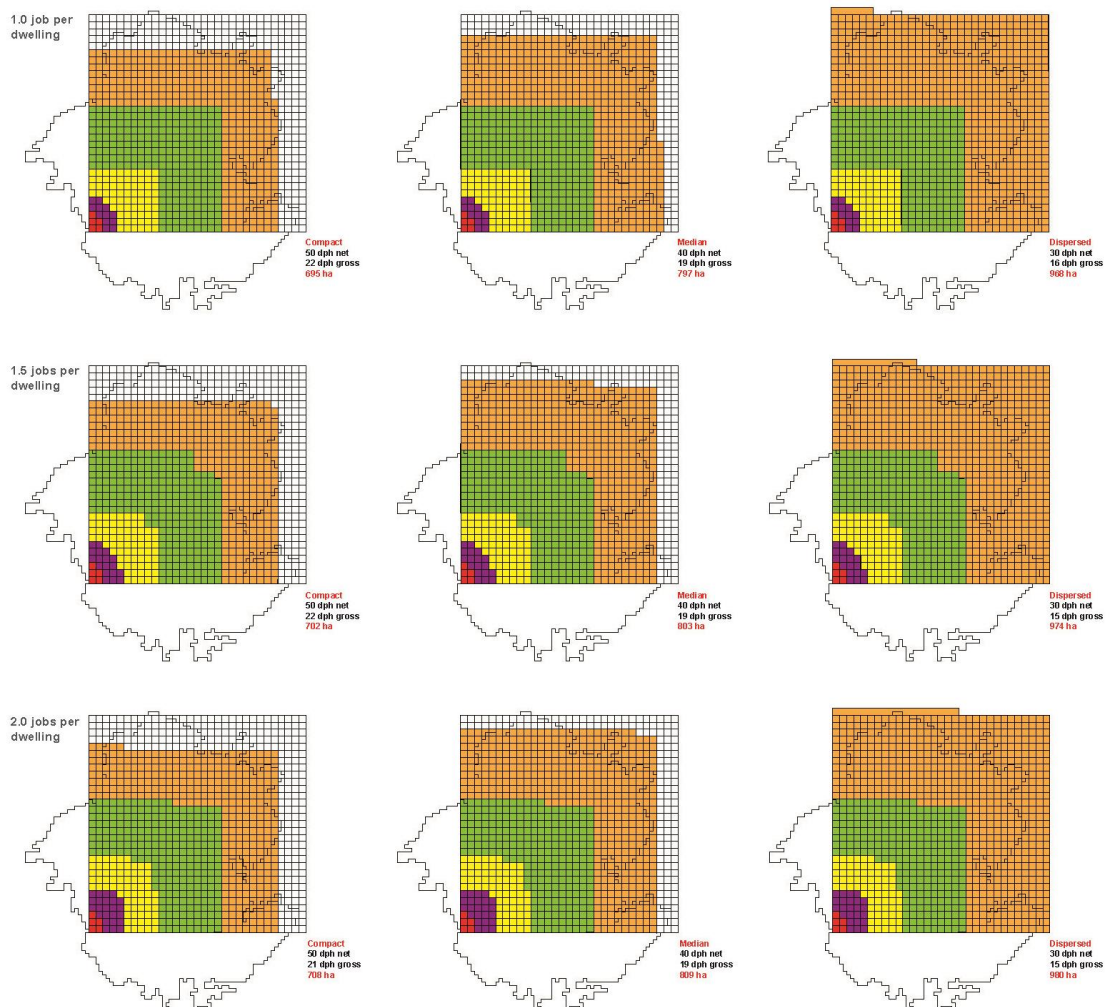 1.0 job per
dwelling
Compact
50 dph net
22 dph gross
695 ha
Median
40 dph net
19 dph gross
797 ha
Dispersed
30 dph net
16 dph gross
968 ha
1.5 jobs per
dwelling
Compact
50 dph net
22 dph gross
702 ha
Median
40 dph net
19 dph gross
803 ha
Dispersed
30 dph net
15 dph gross
974 ha
2.0 jobs per
dwelling
Compact
50 dph net
21 dph gross
708 ha
Median
40 dph net
19 dph gross
809 ha
Dispersed
30 dph net
15 dph gross
980 ha